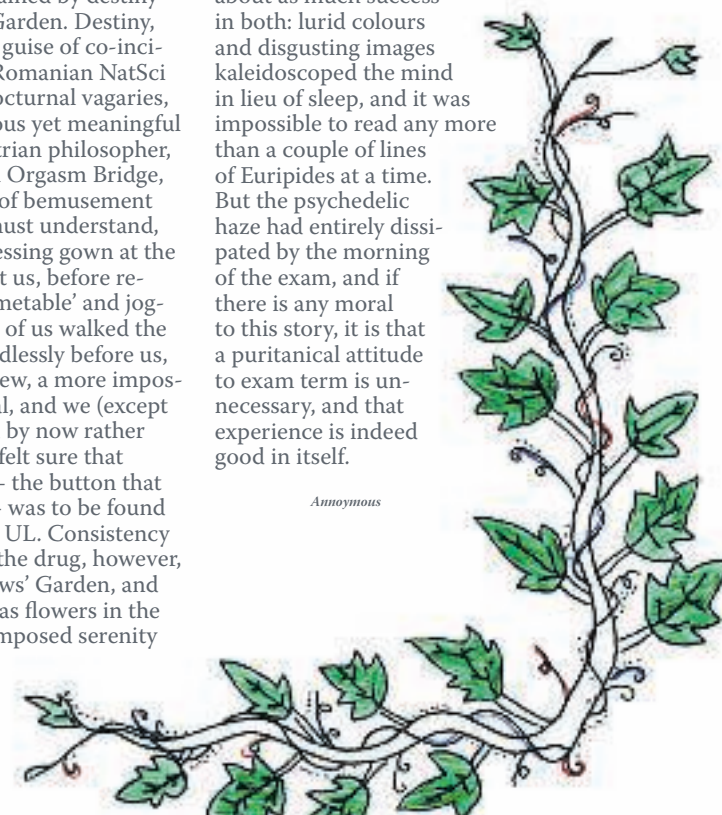 ained by destiny
Garden. Destiny,
guise of co-inci-
Romanian NatSci
octurnal vagaries,
ous yet meaningful
trian philosopher,
Orgasm Bridge,
of bemusement
must understand,
essing gown at the
t us, before re-
metable’ and jog-
of us walked the
dlessly before us,
ew, a more impos-
al, and we (except
by now rather
felt sure that
– the button that
was to be found
UL. Consistency
the drug, however,
ws’ Garden, and
as flowers in the
mposed serenity
about as much success
in both: lurid colours
and disgusting images
kaleidoscoped the mind
in lieu of sleep, and it was
impossible to read any more
than a couple of lines
of Euripides at a time.
But the psychedelic
haze had entirely dissi-
pated by the morning
of the exam, and if
there is any moral
to this story, it is that
a puritanical attitude
to exam term is un-
necessary, and that
experience is indeed
good in itself.
Annoymous